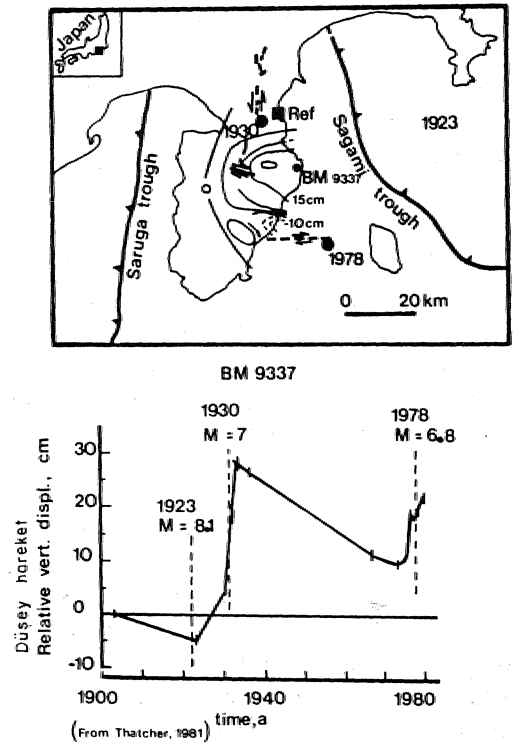 Japan
Ref
1930
1923
Sagami trough
BM 9337
15cm
-10cm
Saruga trough
1978
0 20 km
BM 9337
1930
M = 7
1978
M = 6.8
1923
M = 8.1
30
20
10
0
-10
Düşey hareket
Relative vert. displ., cm
1900 1940 1980
time,a
(From Thatcher, 1981)